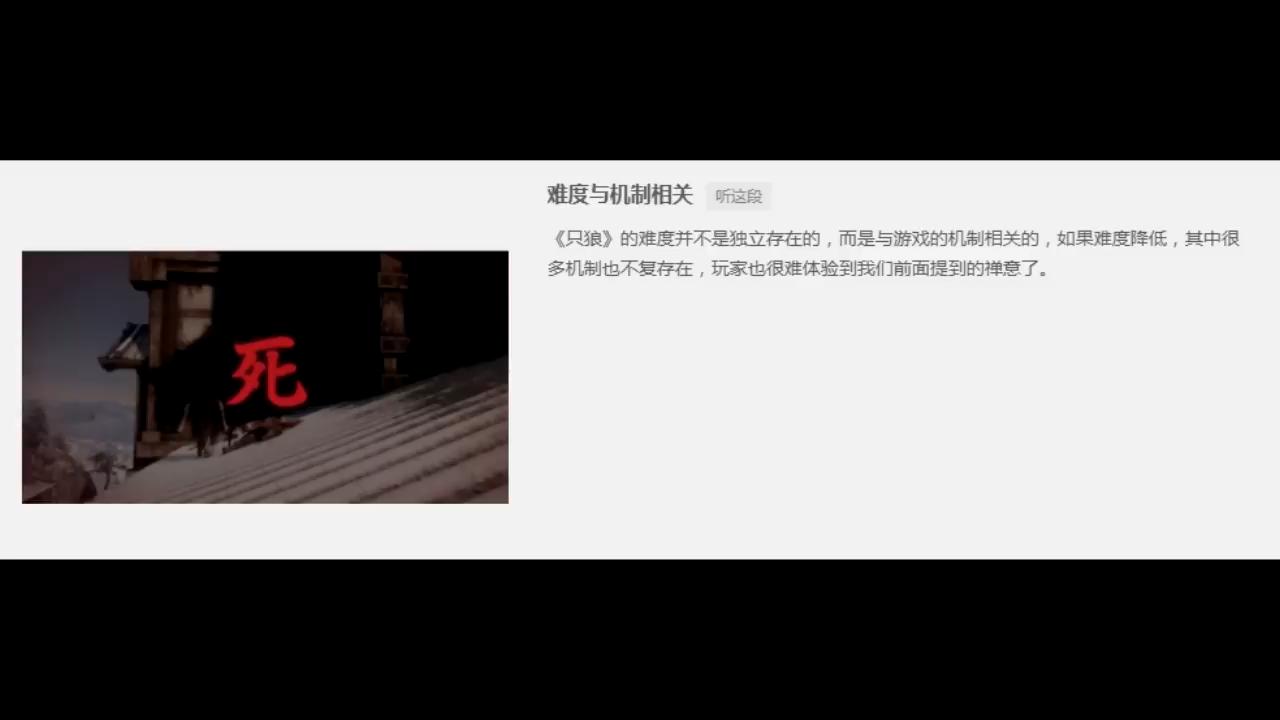 难度与机制相关 听这段
《只狼》的难度并不是独立存在的，而是与游戏的机制相关的，如果难度降低，其中很
多机制也不复存在，玩家也很难体验到我们前面提到的禅意了。
死